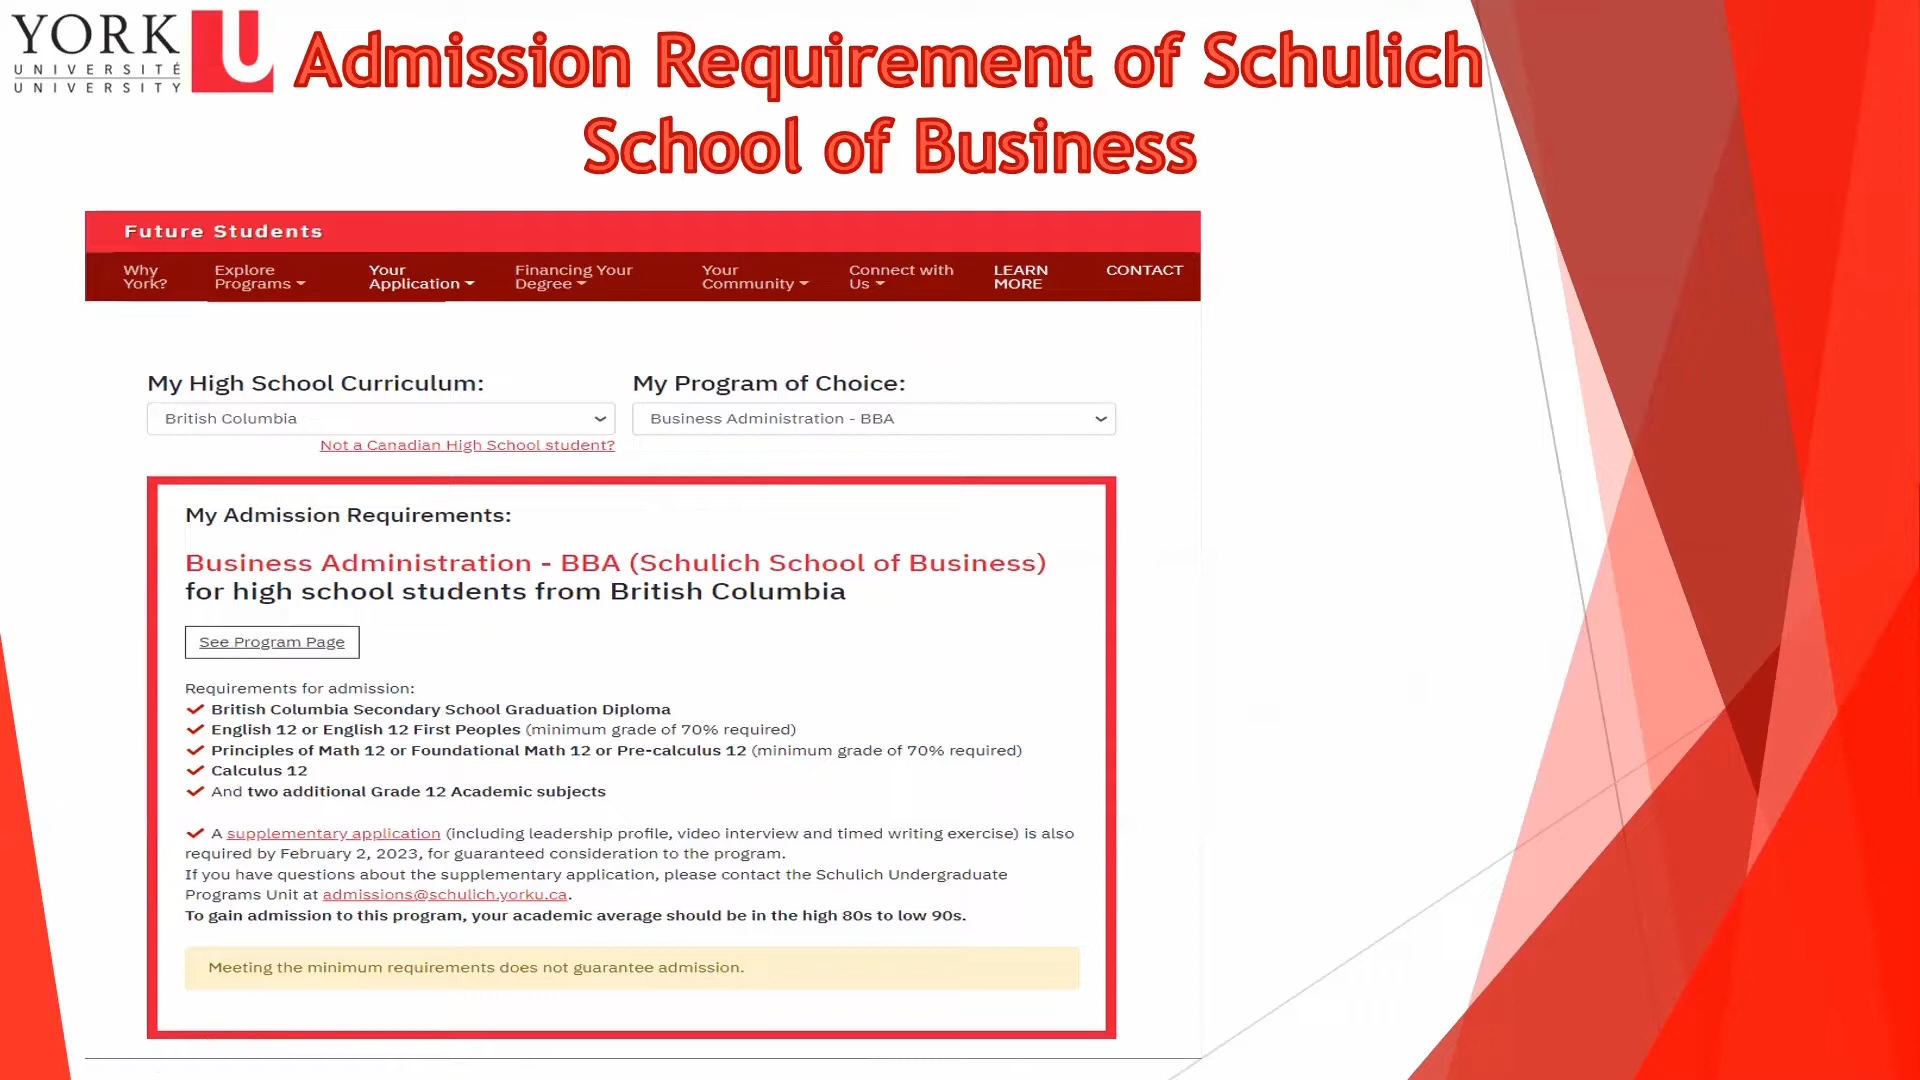 YORK U
UNIVERSITÉ
UNIVERSITY
Admission Requirement of Schulich
School of Business
Future Students
Why York?
Explore Programs
Your Application
Financing Your Degree
Your Community
Connect with Us
LEARN MORE
CONTACT
My High School Curriculum:
British Columbia
Not a Canadian High School student?
My Program of Choice:
Business Administration - BBA
My Admission Requirements:
Business Administration - BBA (Schulich School of Business)
for high school students from British Columbia
See Program Page
Requirements for admission:
British Columbia Secondary School Graduation Diploma
English 12 or English 12 First Peoples (minimum grade of 70% required)
Principles of Math 12 or Foundational Math 12 or Pre-calculus 12 (minimum grade of 70% required)
Calculus 12
And two additional Grade 12 Academic subjects
A supplementary application (including leadership profile, video interview and timed writing exercise) is also
required by February 2, 2023, for guaranteed consideration to the program.
If you have questions about the supplementary application, please contact the Schulich Undergraduate
Programs Unit at admissions@schulich.yorku.ca.
To gain admission to this program, your academic average should be in the high 80s to low 90s.
Meeting the minimum requirements does not guarantee admission.